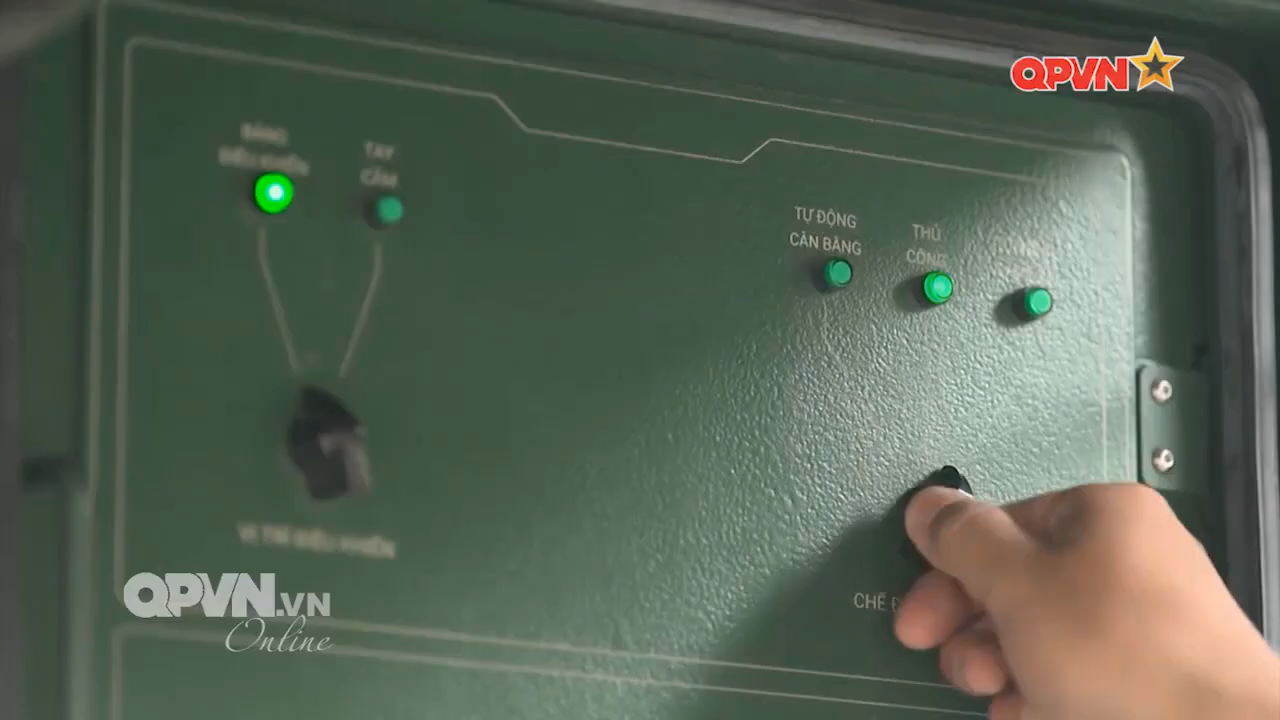 QPVN
BẢNG
ĐIỀU KHIỂN
TAY
CẦM
TỰ ĐỘNG
CÂN BẰNG
THỦ
CÔNG
VỊ TRÍ ĐIỀU KHIỂN
CHẾ
QPVN.VN
Online